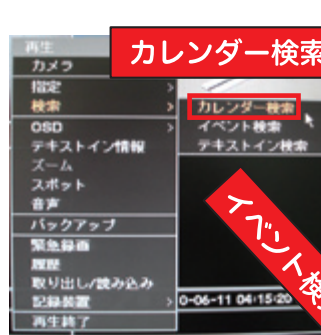 再生
カレンダー検索
カメラ
指定 >
検索 >
カレンダー検索
イベント検索
テキストイン検索
OSD >
テキストイン情報
ズーム
スポット
音声
バックアップ
緊急録画
履歴
取り出し/読み込み
記録装置 >
再生終了
イベント検
0-06-11 04:15:20